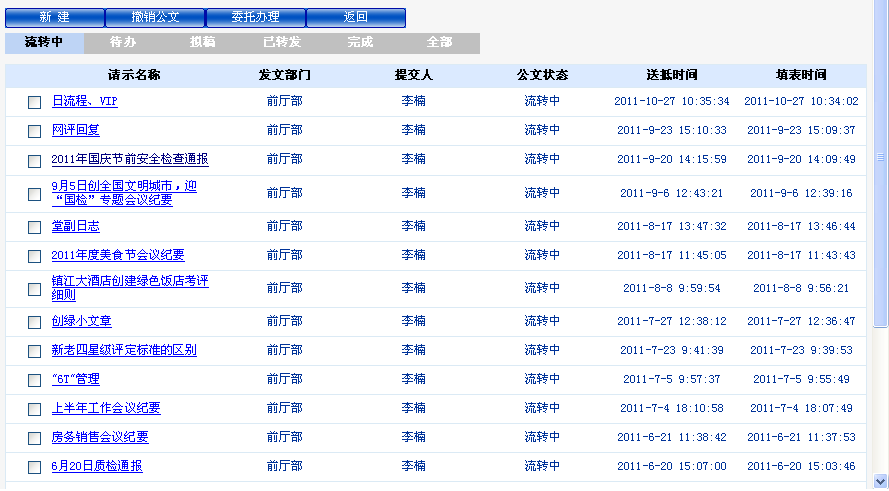 新 建 撤销公文 委托办理 返回
流转中 待办 拟稿 已转发 完成 全部
请示名称 发文部门 提交人 公文状态 送抵时间 填表时间
日流程、VIP 前厅部 李楠 流转中 2011-10-27 10:35:34 2011-10-27 10:34:02
网评回复 前厅部 李楠 流转中 2011-9-23 15:10:33 2011-9-23 15:09:37
2011年国庆节前安全检查通报 前厅部 李楠 流转中 2011-9-20 14:15:59 2011-9-20 14:09:49
9月5日创全国文明城市，迎
“国检”专题会议纪要 前厅部 李楠 流转中 2011-9-6 12:43:21 2011-9-6 12:39:16
堂副日志 前厅部 李楠 流转中 2011-8-17 13:47:32 2011-8-17 13:46:44
2011年度美食节会议纪要 前厅部 李楠 流转中 2011-8-17 11:45:05 2011-8-17 11:43:43
镇江大酒店创建绿色饭店考评
细则 前厅部 李楠 流转中 2011-8-8 9:59:54 2011-8-8 9:56:21
创绿小文章 前厅部 李楠 流转中 2011-7-27 12:38:12 2011-7-27 12:36:47
新老四星级评定标准的区别 前厅部 李楠 流转中 2011-7-23 9:41:39 2011-7-23 9:39:53
"6T"管理 前厅部 李楠 流转中 2011-7-5 9:57:37 2011-7-5 9:55:49
上半年工作会议纪要 前厅部 李楠 流转中 2011-7-4 18:10:58 2011-7-4 18:07:49
房务销售会议纪要 前厅部 李楠 流转中 2011-6-21 11:38:42 2011-6-21 11:37:53
6月20日质检通报 前厅部 李楠 流转中 2011-6-20 15:07:00 2011-6-20 15:03:46